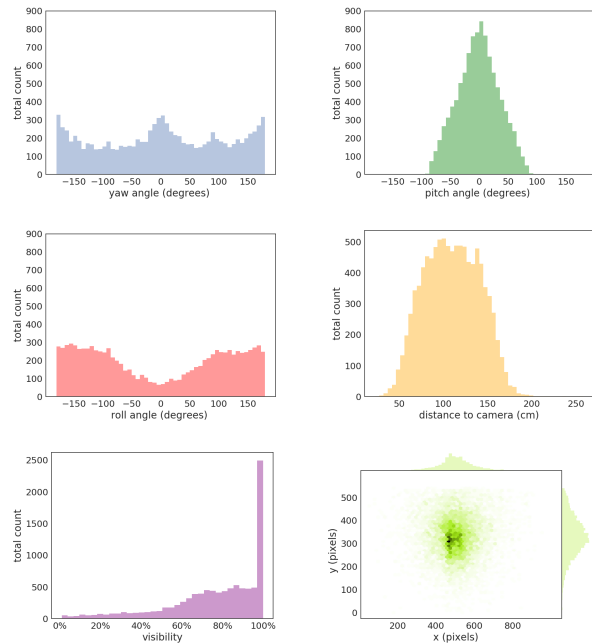 900
800
700
600
500
400
300
200
100
0
total count
−150 −100 −50 0 50 100 150
yaw angle (degrees)
900
800
700
600
500
400
300
200
100
0
total count
−150 −100 −50 0 50 100 150
pitch angle (degrees)
900
800
700
600
500
400
300
200
100
0
total count
−150 −100 −50 0 50 100 150
roll angle (degrees)
500
400
300
200
100
0
total count
50 100 150 200 250
distance to camera (cm)
2500
2000
1500
1000
500
0
total count
0% 20% 40% 60% 80% 100%
visibility
500
400
300
200
100
0
y (pixels)
200 400 600 800
x (pixels)